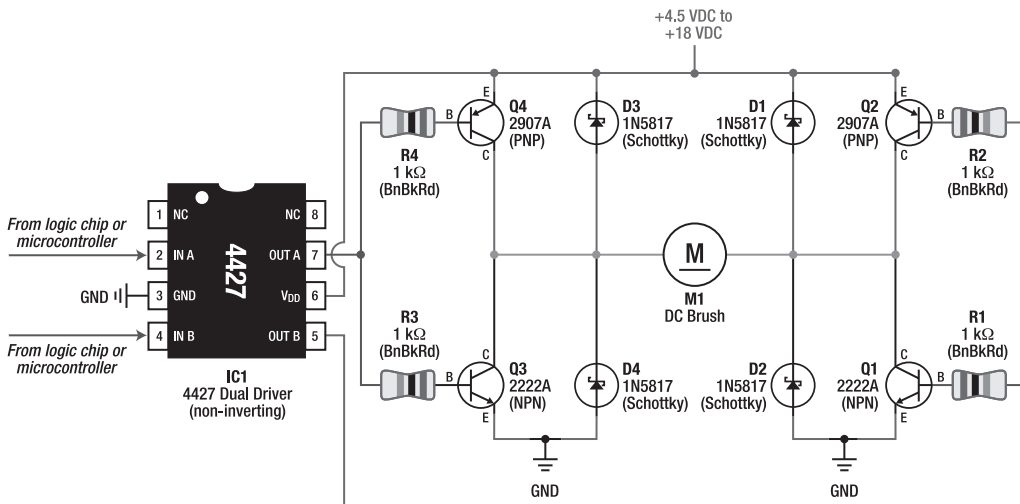 +4.5 VDC to
+18 VDC
E
B
C
Q4
2907A
(PNP)
D3
1N5817
(Schottky)
D1
1N5817
(Schottky)
Q2
2907A
(PNP)
E
B
C
R4
1 kΩ
(BnBkRd)
R2
1 kΩ
(BnBkRd)
From logic chip or
microcontroller
1 NC
NC 8
2 IN A
OUT A 7
GND
3 GND
VDD 6
4 IN B
OUT B 5
4427
From logic chip or
microcontroller
IC1
4427 Dual Driver
(non-inverting)
M
M1
DC Brush
R3
1 kΩ
(BnBkRd)
C
B
E
Q3
2222A
(NPN)
D4
1N5817
(Schottky)
D2
1N5817
(Schottky)
Q1
2222A
(NPN)
C
B
E
R1
1 kΩ
(BnBkRd)
GND
GND